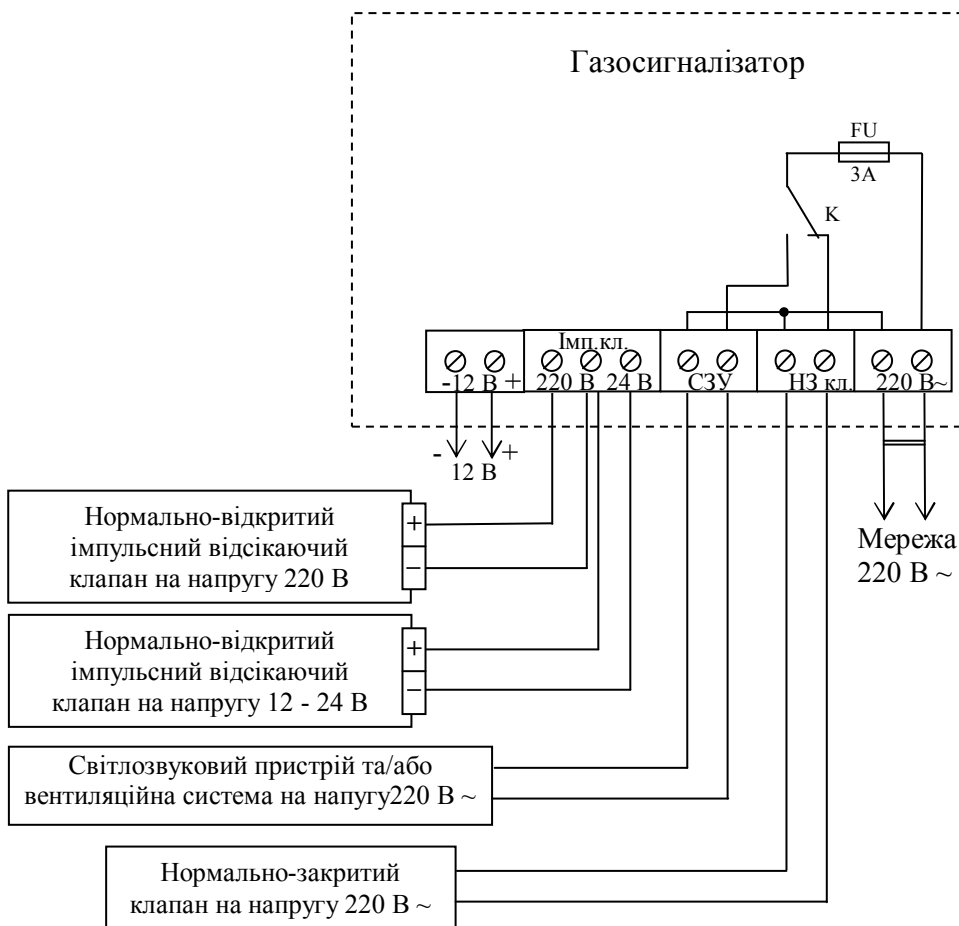 Газосигналізатор
FU
3А
К
Імп.кл.
-12 В +
220 В
24 В
СЗУ
НЗ кл.
220 В~
- +
12 В
Нормально-відкритий
імпульсний відсікаючий
клапан на напругу 220 В
+
−
Мережа
220 В ~
Нормально-відкритий
імпульсний відсікаючий
клапан на напругу 12 - 24 В
+
−
Світлозвуковий пристрій та/або
вентиляційна система на напугу220 В ~
Нормально-закритий
клапан на напругу 220 В ~